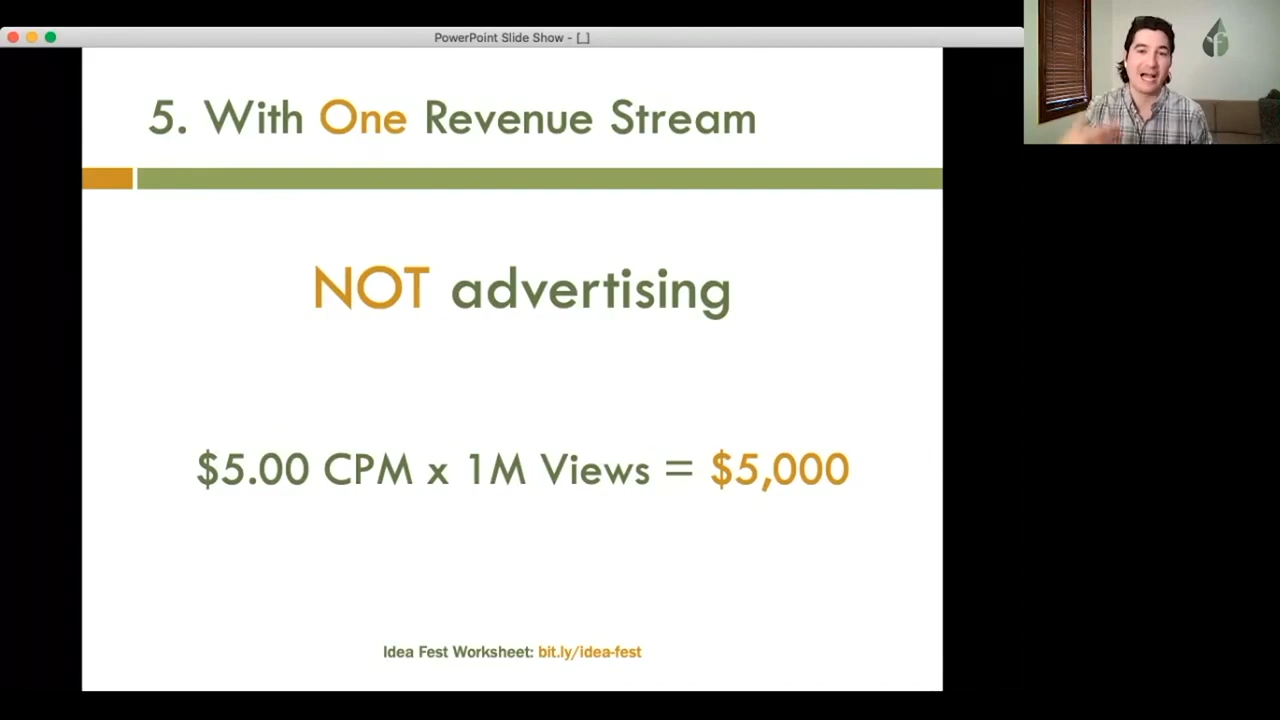 PowerPoint Slide Show - [_]
5. With One Revenue Stream
NOT advertising
$5.00 CPM x 1M Views = $5,000
Idea Fest Worksheet: bit.ly/idea-fest
f